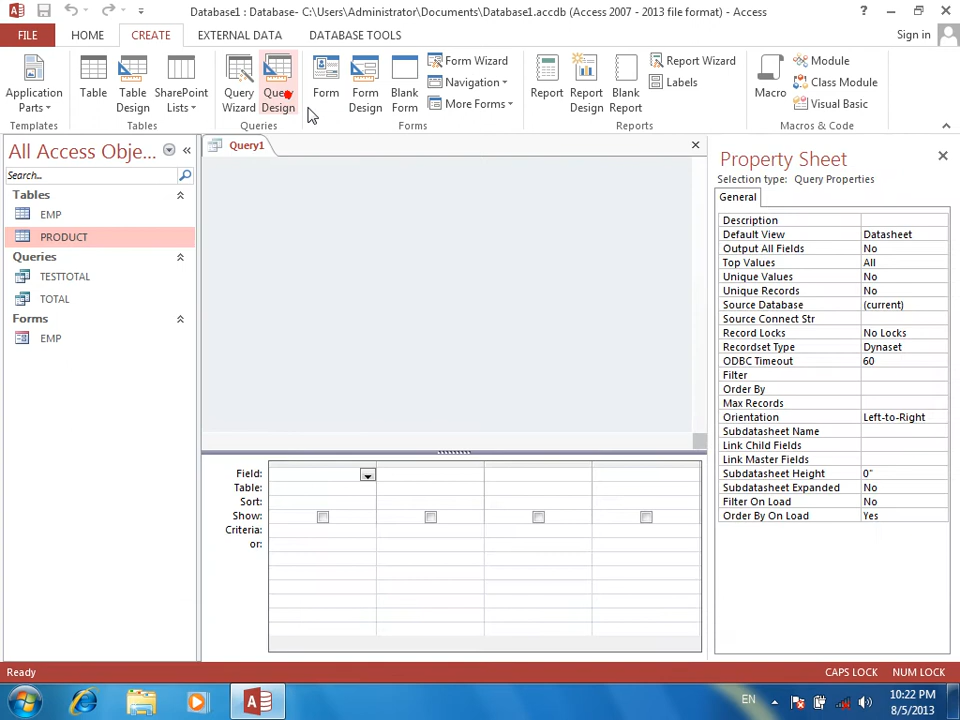 Database1 : Database- C:\Users\Administrator\Documents\Database1.accdb (Access 2007 - 2013 file format) - Access
FILE HOME CREATE EXTERNAL DATA DATABASE TOOLS Sign in
Application Parts Table Table Design SharePoint Lists Query Wizard Query Design Form Form Design Blank Form Form Wizard Navigation More Forms Report Report Design Blank Report Report Wizard Labels Macro Module Class Module Visual Basic
Templates Tables Queries Forms Reports Macros & Code
All Access Obje...
Search...
Tables
EMP
PRODUCT
Queries
TESTTOTAL
TOTAL
Forms
EMP
Query1
Field:
Table:
Sort:
Show:
Criteria:
or:
Property Sheet
Selection type: Query Properties
General
Description
Default View Datasheet
Output All Fields No
Top Values All
Unique Values No
Unique Records No
Source Database (current)
Source Connect Str
Record Locks No Locks
Recordset Type Dynaset
ODBC Timeout 60
Filter
Order By
Max Records
Orientation Left-to-Right
Subdatasheet Name
Link Child Fields
Link Master Fields
Subdatasheet Height 0"
Subdatasheet Expanded No
Filter On Load No
Order By On Load Yes
Ready CAPS LOCK NUM LOCK
EN 10:22 PM
8/5/2013